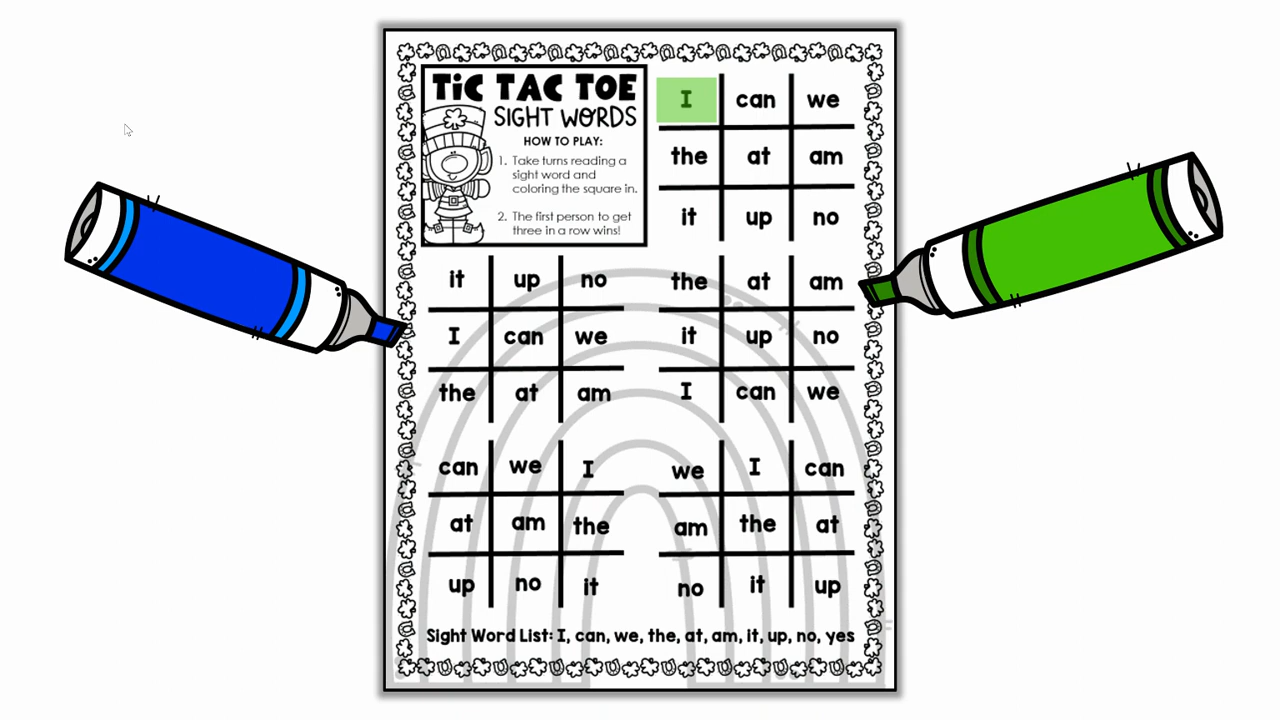 TiC TAC TOE
SIGHT WORDS
HOW TO PLAY:
1. Take turns reading a
sight word and
coloring the square in.
2. The first person to get
three in a row wins!
I can we
the at am
it up no
it up no
I can we
the at am
the at am
it up no
I can we
can we I
at am the
up no it
we I can
am the at
no it up
Sight Word List: I, can, we, the, at, am, it, up, no, yes